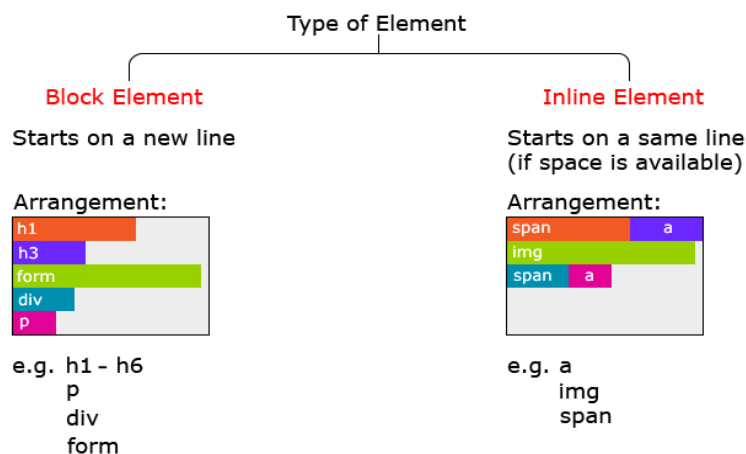 Type of Element
Block Element
Starts on a new line
Arrangement:
h1
h3
form
div
p
e.g. h1 - h6
p
div
form
Inline Element
Starts on a same line
(if space is available)
Arrangement:
span a
img
span a
e.g. a
img
span